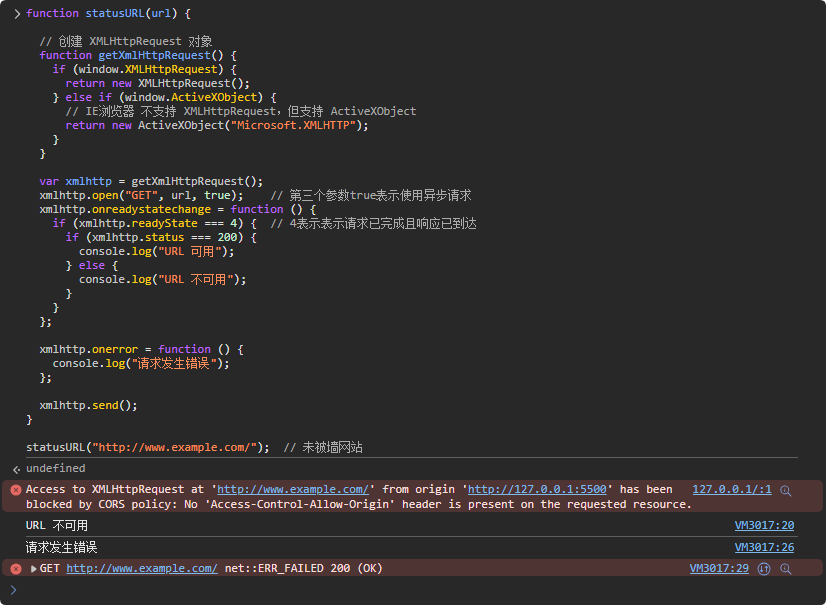 function statusURL(url) {
// 创建 XMLHttpRequest 对象
function getXmlHttpRequest() {
if (window.XMLHttpRequest) {
return new XMLHttpRequest();
} else if (window.ActiveXObject) {
// IE浏览器 不支持 XMLHttpRequest，但支持 ActiveXObject
return new ActiveXObject("Microsoft.XMLHTTP");
}
}
var xmlhttp = getXmlHttpRequest();
xmlhttp.open("GET", url, true);    // 第三个参数true表示使用异步请求
xmlhttp.onreadystatechange = function () {
if (xmlhttp.readyState === 4) {  // 4表示表示请求已完成且响应已到达
if (xmlhttp.status === 200) {
console.log("URL 可用");
} else {
console.log("URL 不可用");
}
}
};
xmlhttp.onerror = function () {
console.log("请求发生错误");
};
xmlhttp.send();
}
statusURL("http://www.example.com/");  // 未被墙网站
undefined
Access to XMLHttpRequest at 'http://www.example.com/' from origin 'http://127.0.0.1:5500' has been 127.0.0.1/:1
blocked by CORS policy: No 'Access-Control-Allow-Origin' header is present on the requested resource.
URL 不可用 VM3017:20
请求发生错误 VM3017:26
GET http://www.example.com/ net::ERR_FAILED 200 (OK) VM3017:29